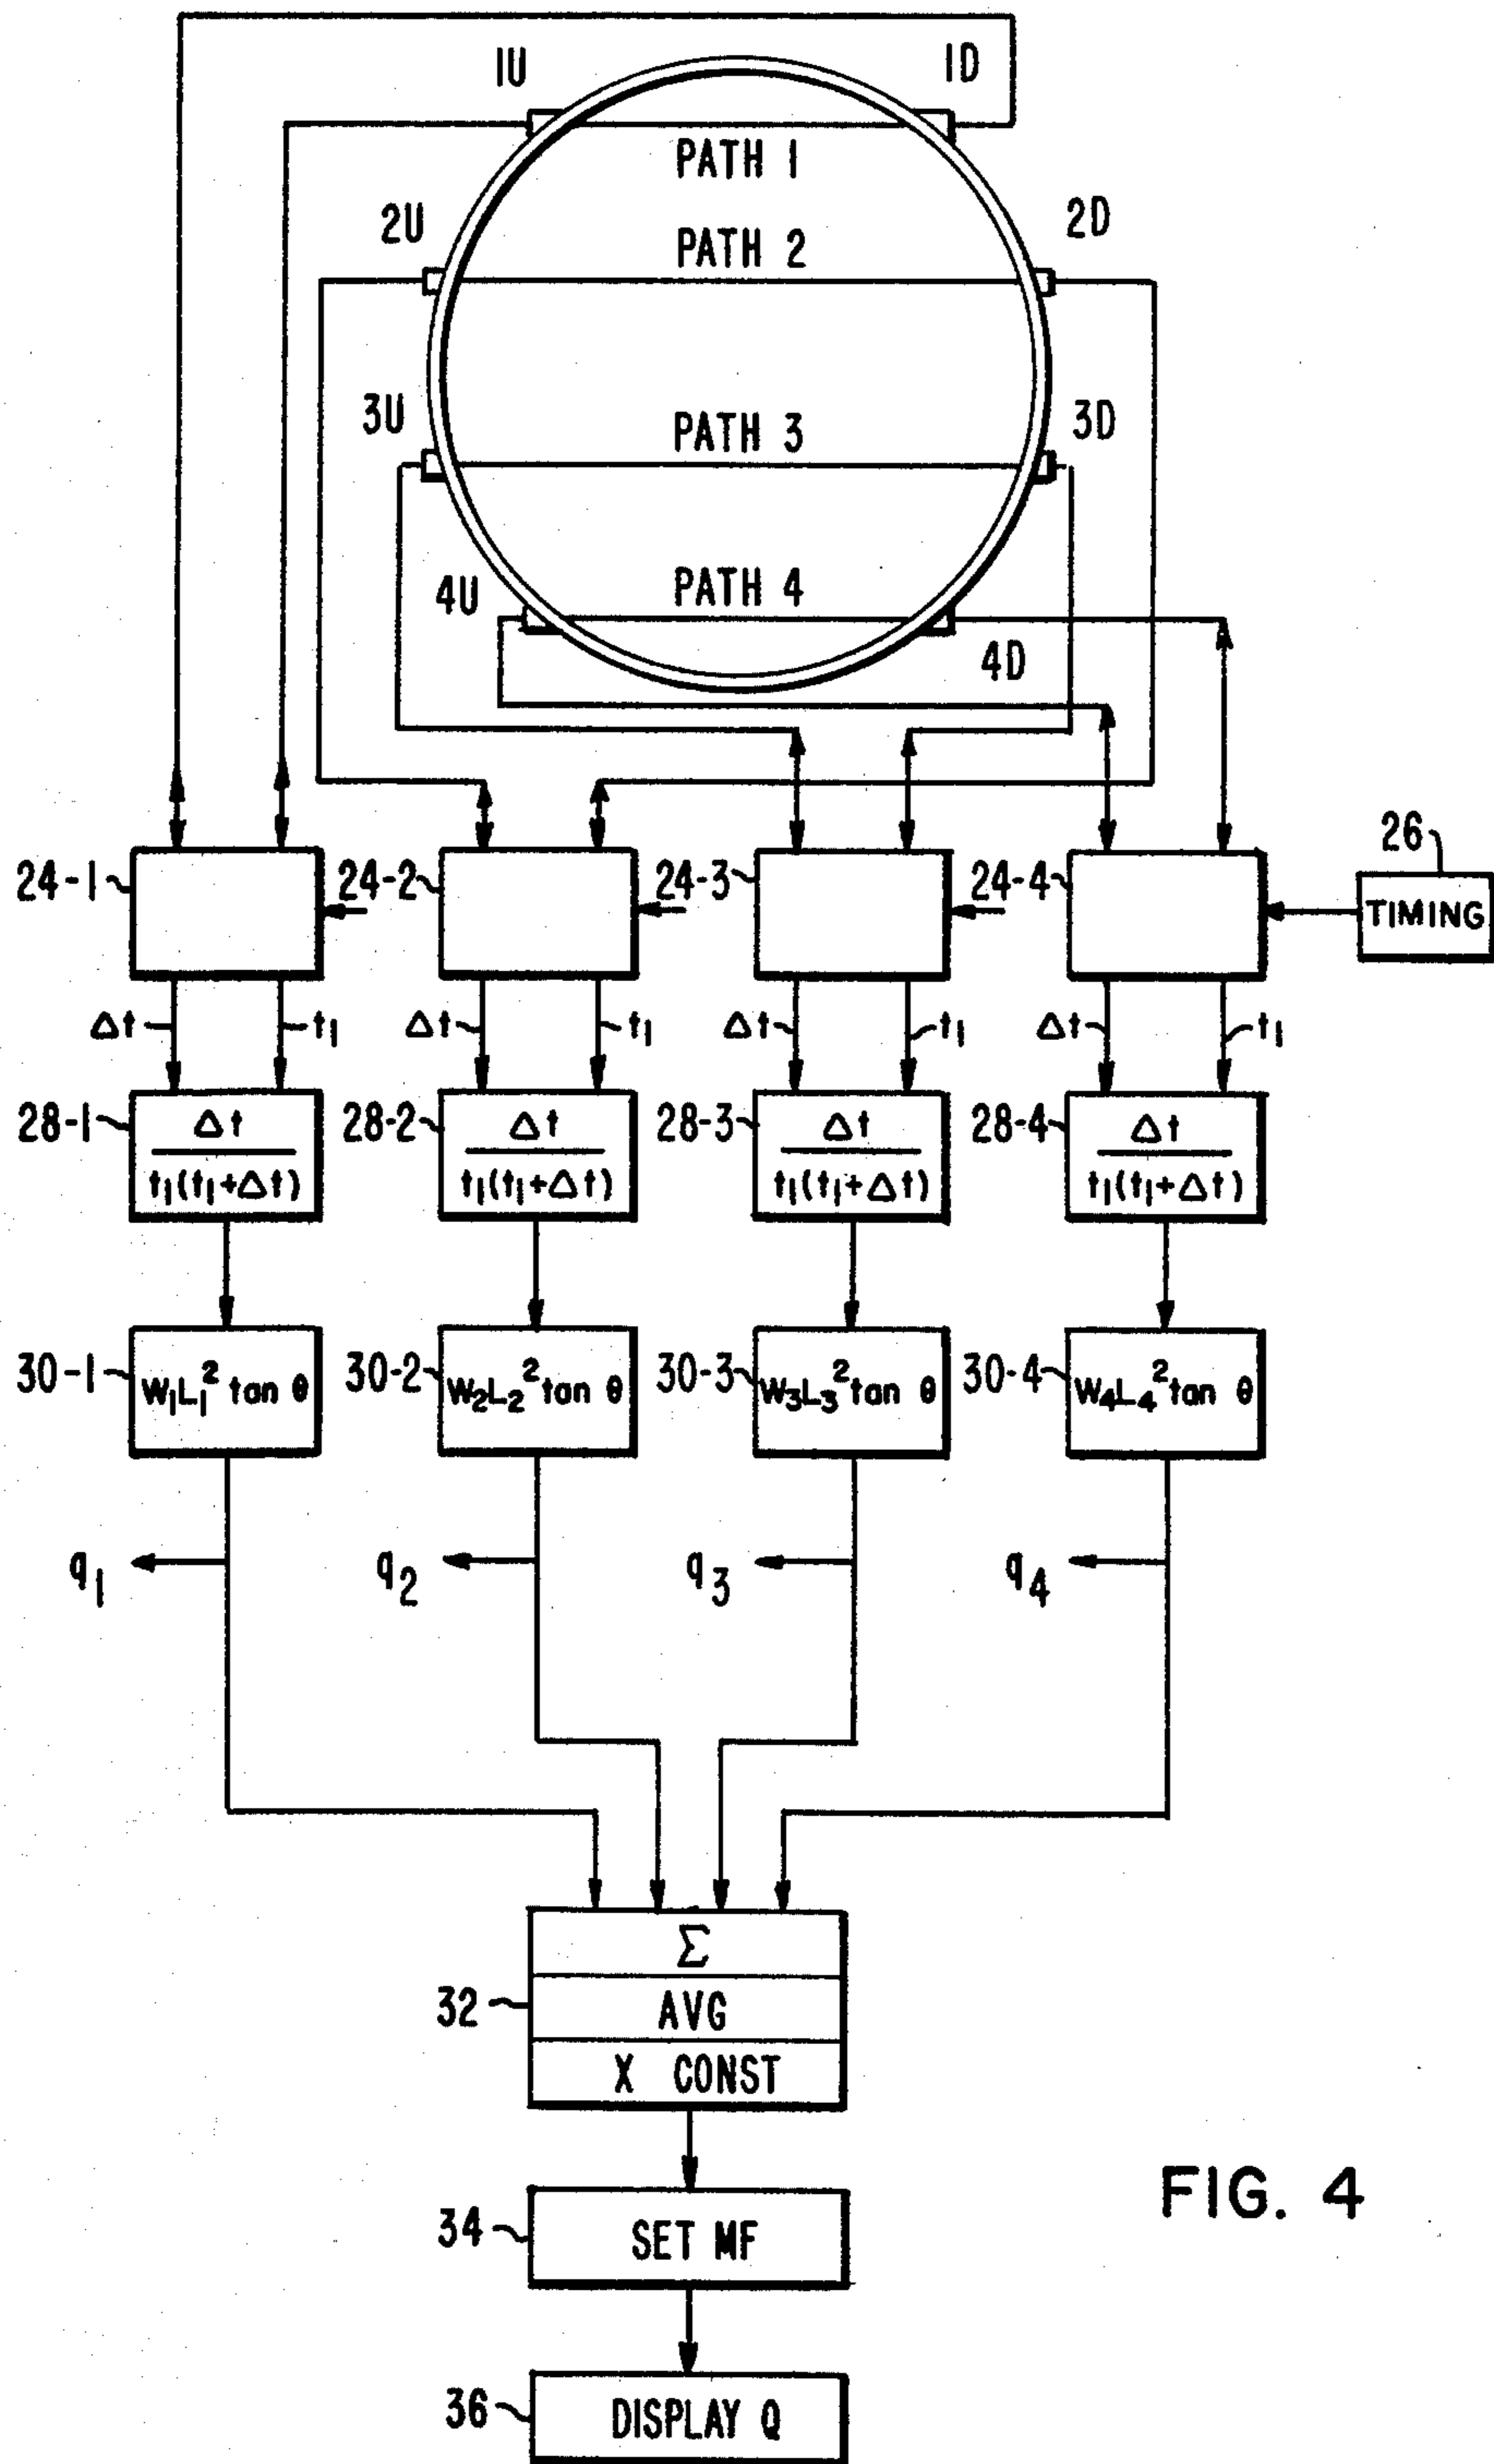 1U 1D
PATH 1
2U 2D
PATH 2
3U 3D
PATH 3
4U
PATH 4
4D
26
24-1 24-2 24-3 24-4 TIMING
Δt t₁ Δt t₁ Δt t₁ Δt t₁
28-1 Δt 28-2 Δt 28-3 Δt 28-4 Δt
t₁(t₁+Δt) t₁(t₁+Δt) t₁(t₁+Δt) t₁(t₁+Δt)
30-1 W₁L₁² tan θ 30-2 W₂L₂² tan θ 30-3 W₃L₃² tan θ 30-4 W₄L₄² tan θ
q₁ q₂ q₃ q₄
Σ
32 AVG
X CONST
34 SET MF
FIG. 4
36 DISPLAY Q